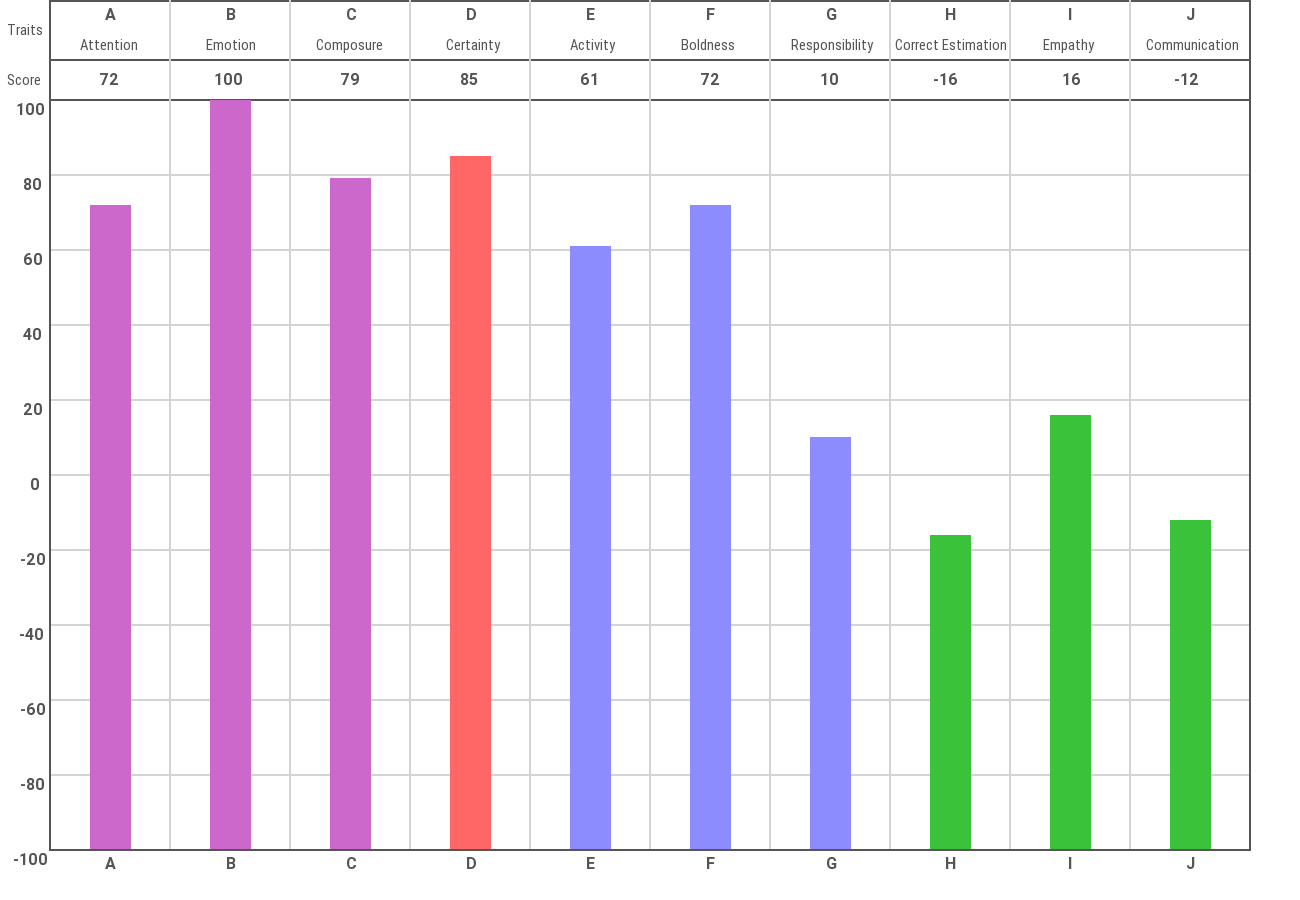 Traits A B C D E F G H I J
Attention Emotion Composure Certainty Activity Boldness Responsibility Correct Estimation Empathy Communication
Score 72 100 79 85 61 72 10 -16 16 -12
100
80
60
40
20
0
-20
-40
-60
-80
-100
A B C D E F G H I J